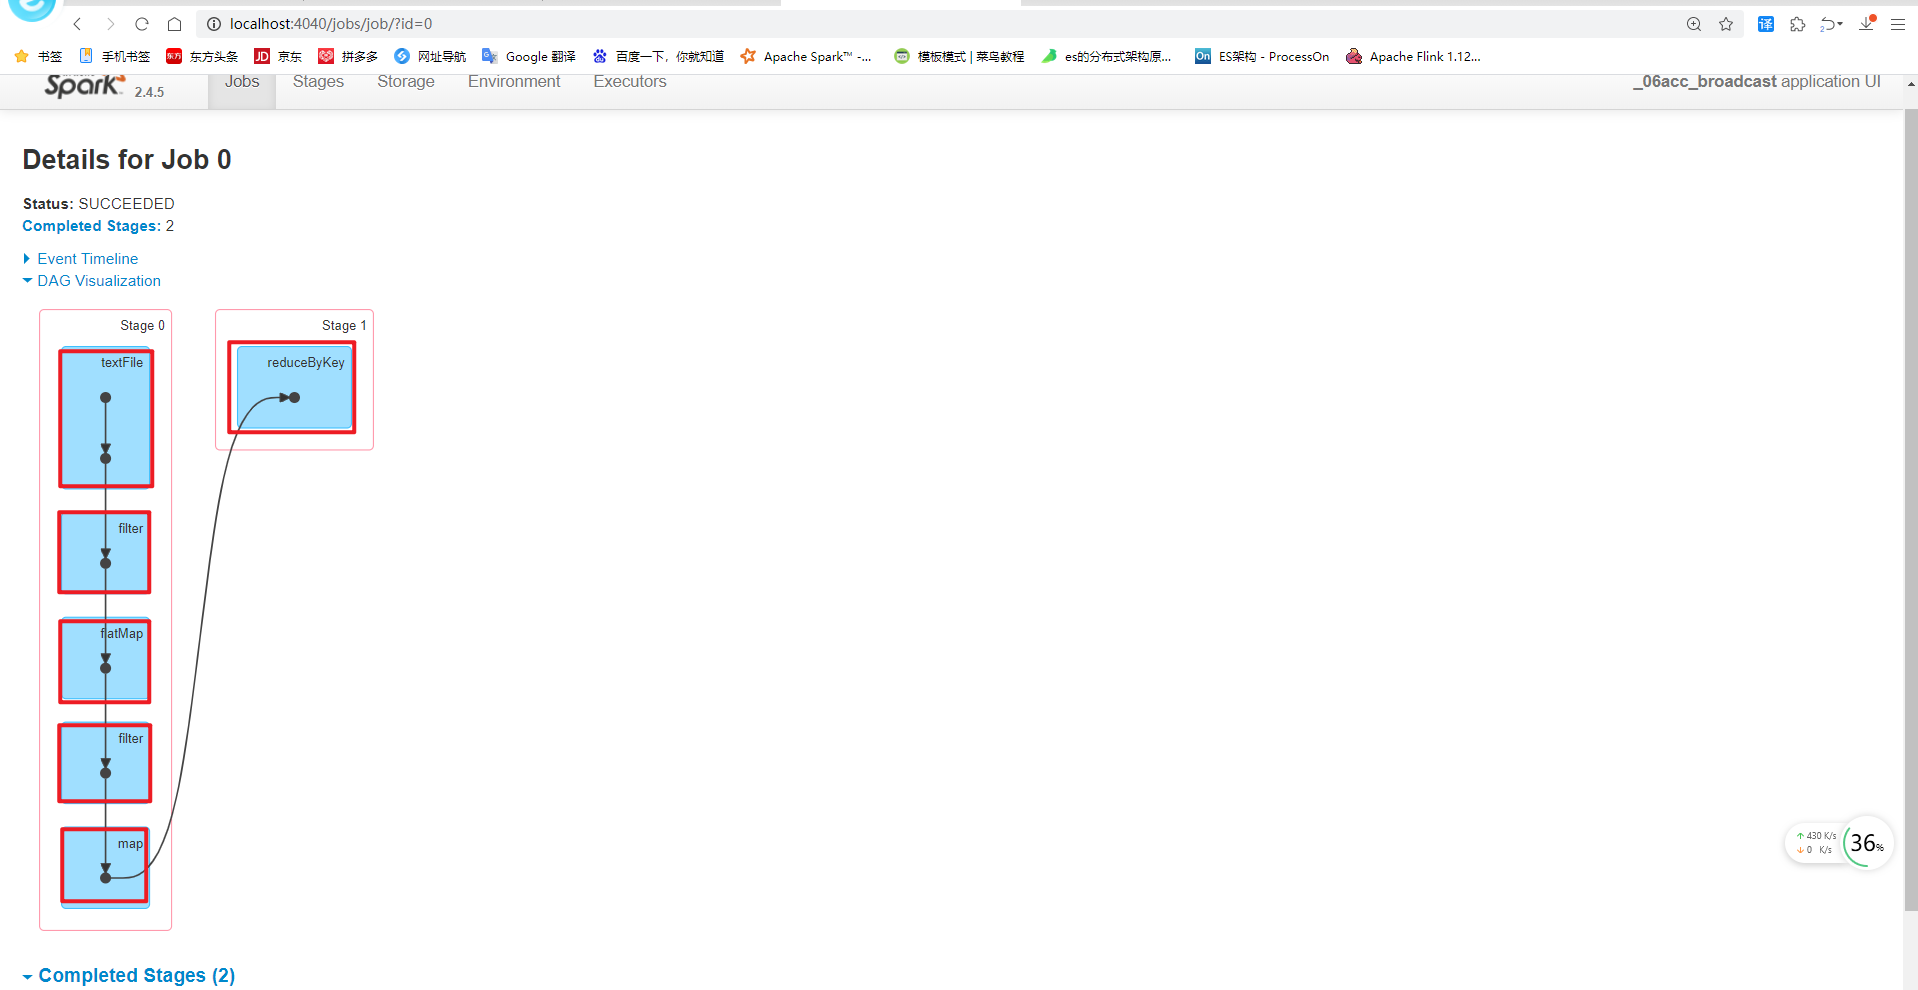 localhost:4040/jobs/job/?id=0
书签 手机书签 东方 东方头条 JD 京东 拼多多 网址导航 Google 翻译 百度一下，你就知道 Apache Spark™ -... 模板模式 | 菜鸟教程 es的分布式架构原... On ES架构 - ProcessOn Apache Flink 1.12...
Spark 2.4.5 Jobs Stages Storage Environment Executors _06acc_broadcast application UI
Details for Job 0
Status: SUCCEEDED
Completed Stages: 2
Event Timeline
DAG Visualization
Stage 0
textFile
filter
flatMap
filter
map
Stage 1
reduceByKey
430 K/s
0 K/s
36%
Completed Stages (2)